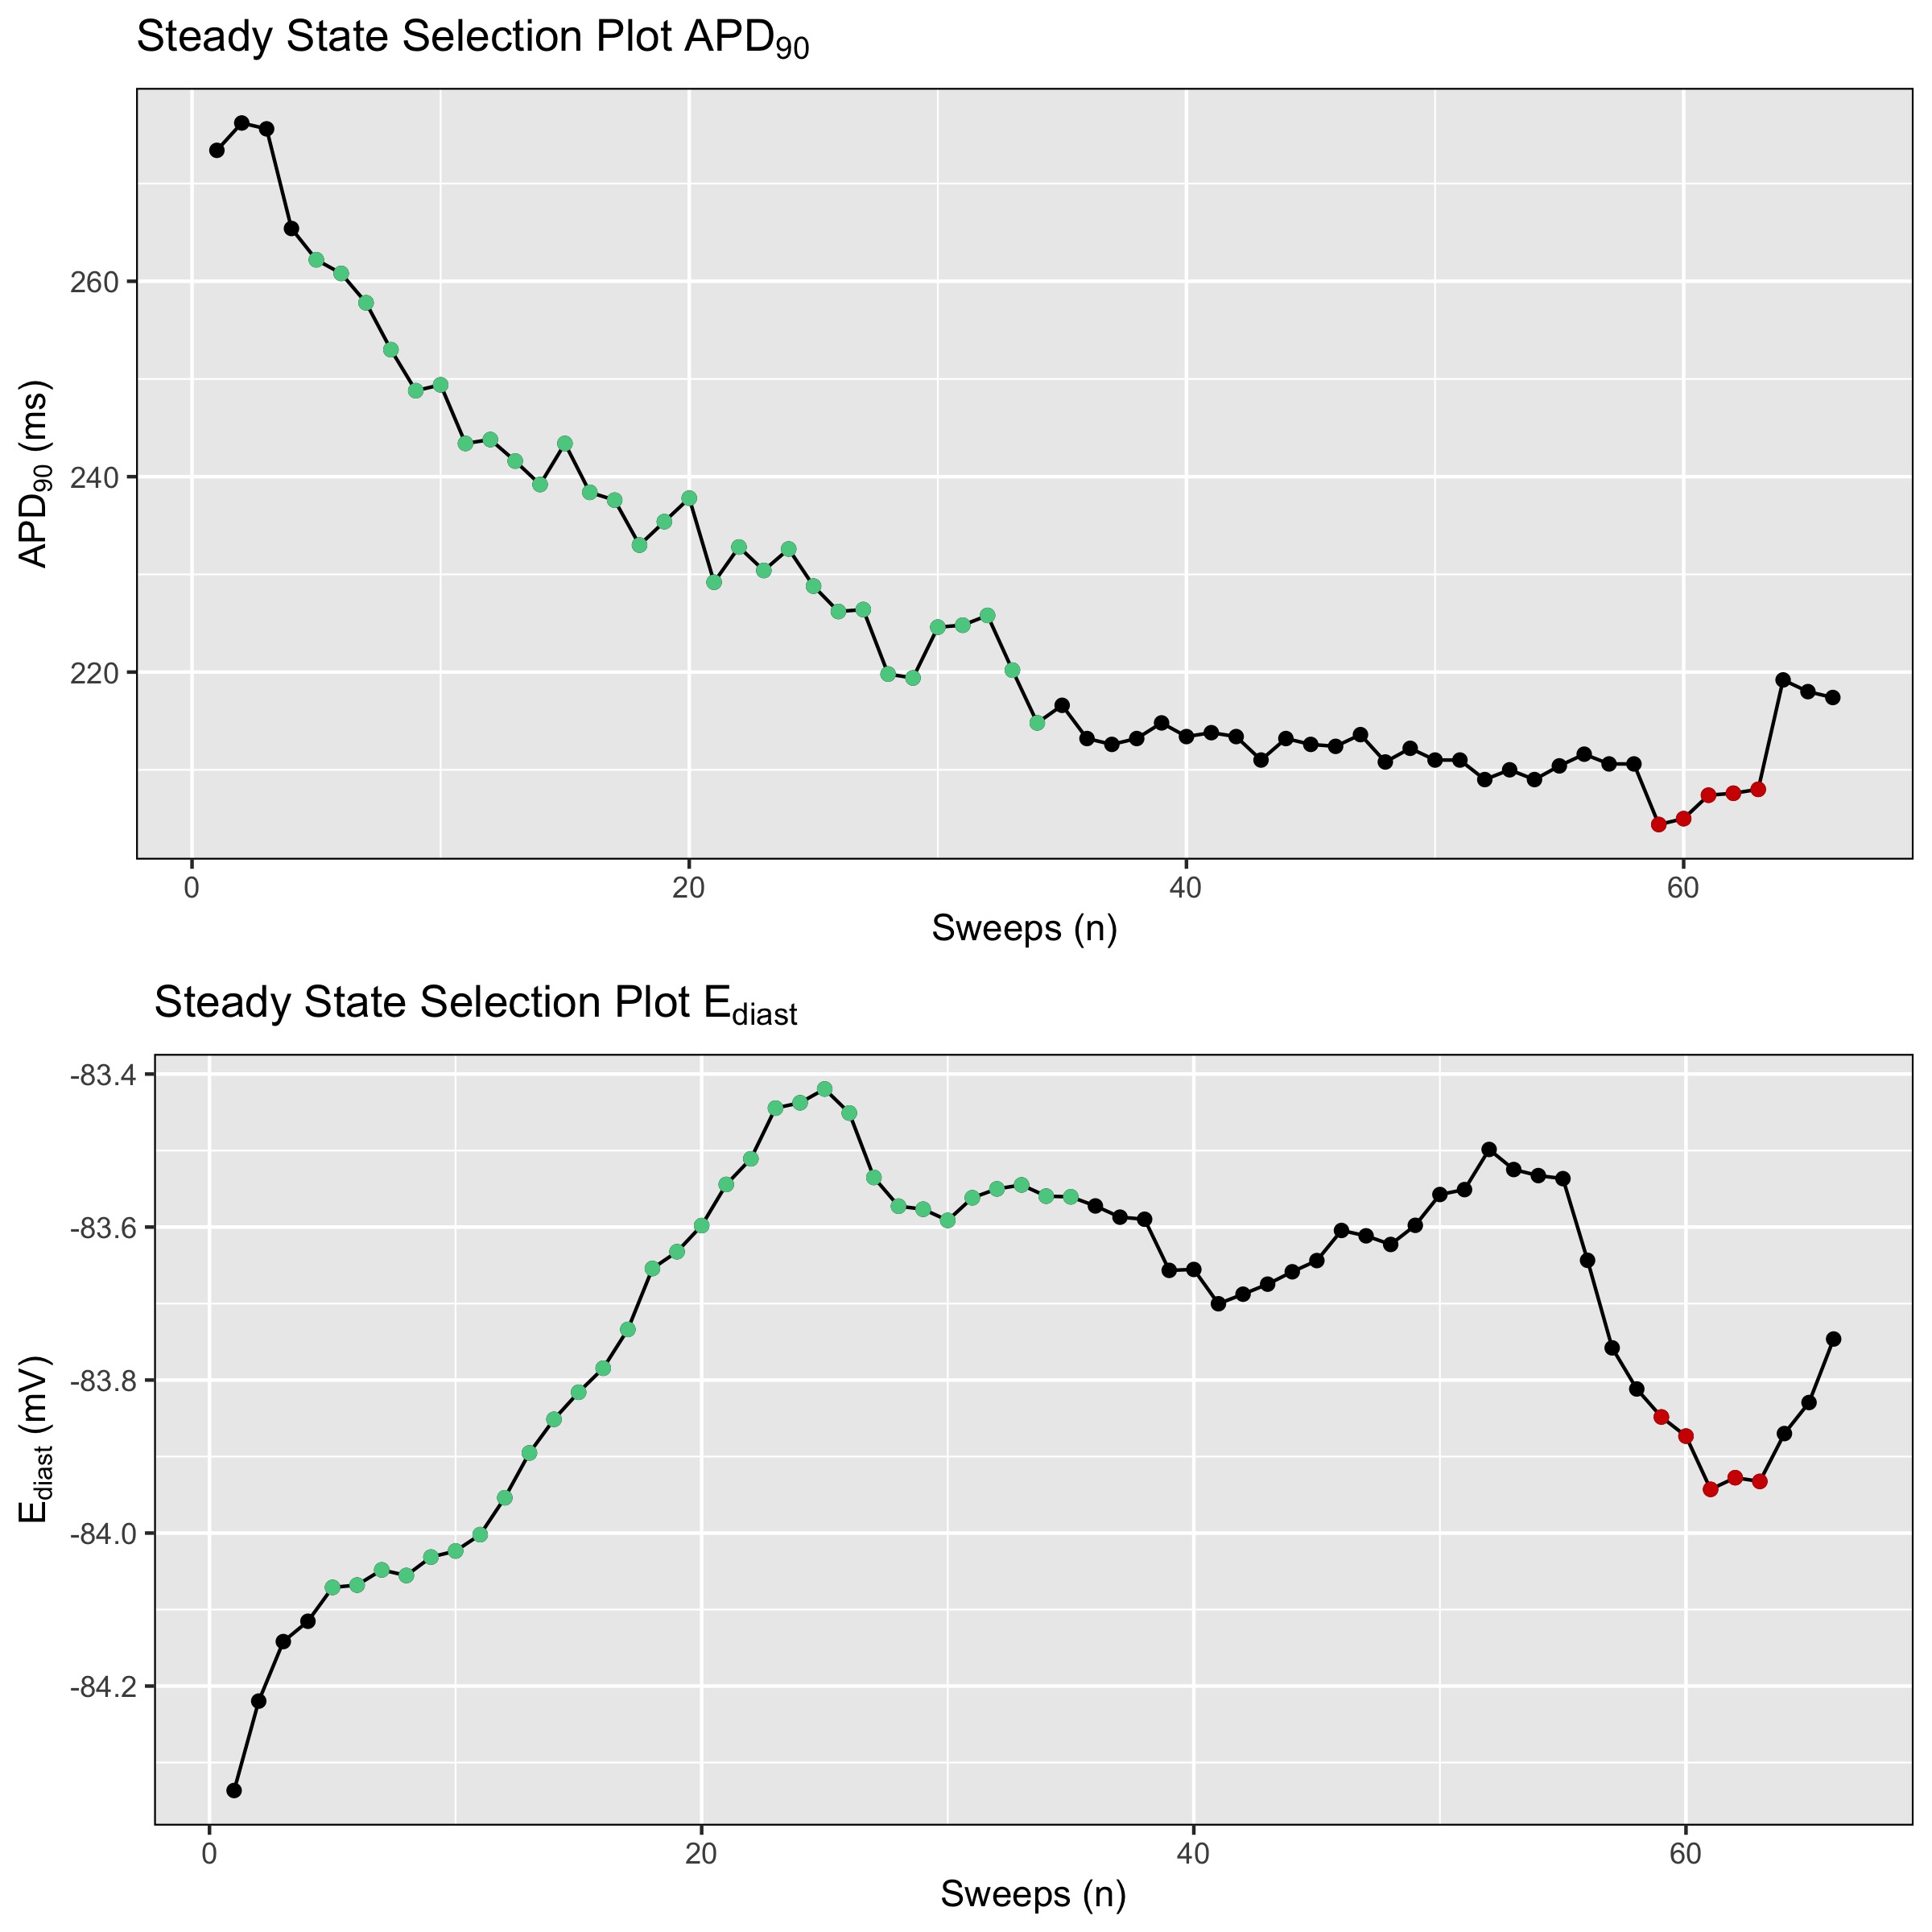 Steady State Selection Plot APD90
APD90 (ms)
260
240
220
0 20 40 60
Sweeps (n)
Steady State Selection Plot Ediast
Ediast (mV)
-83.4
-83.6
-83.8
-84.0
-84.2
0 20 40 60
Sweeps (n)